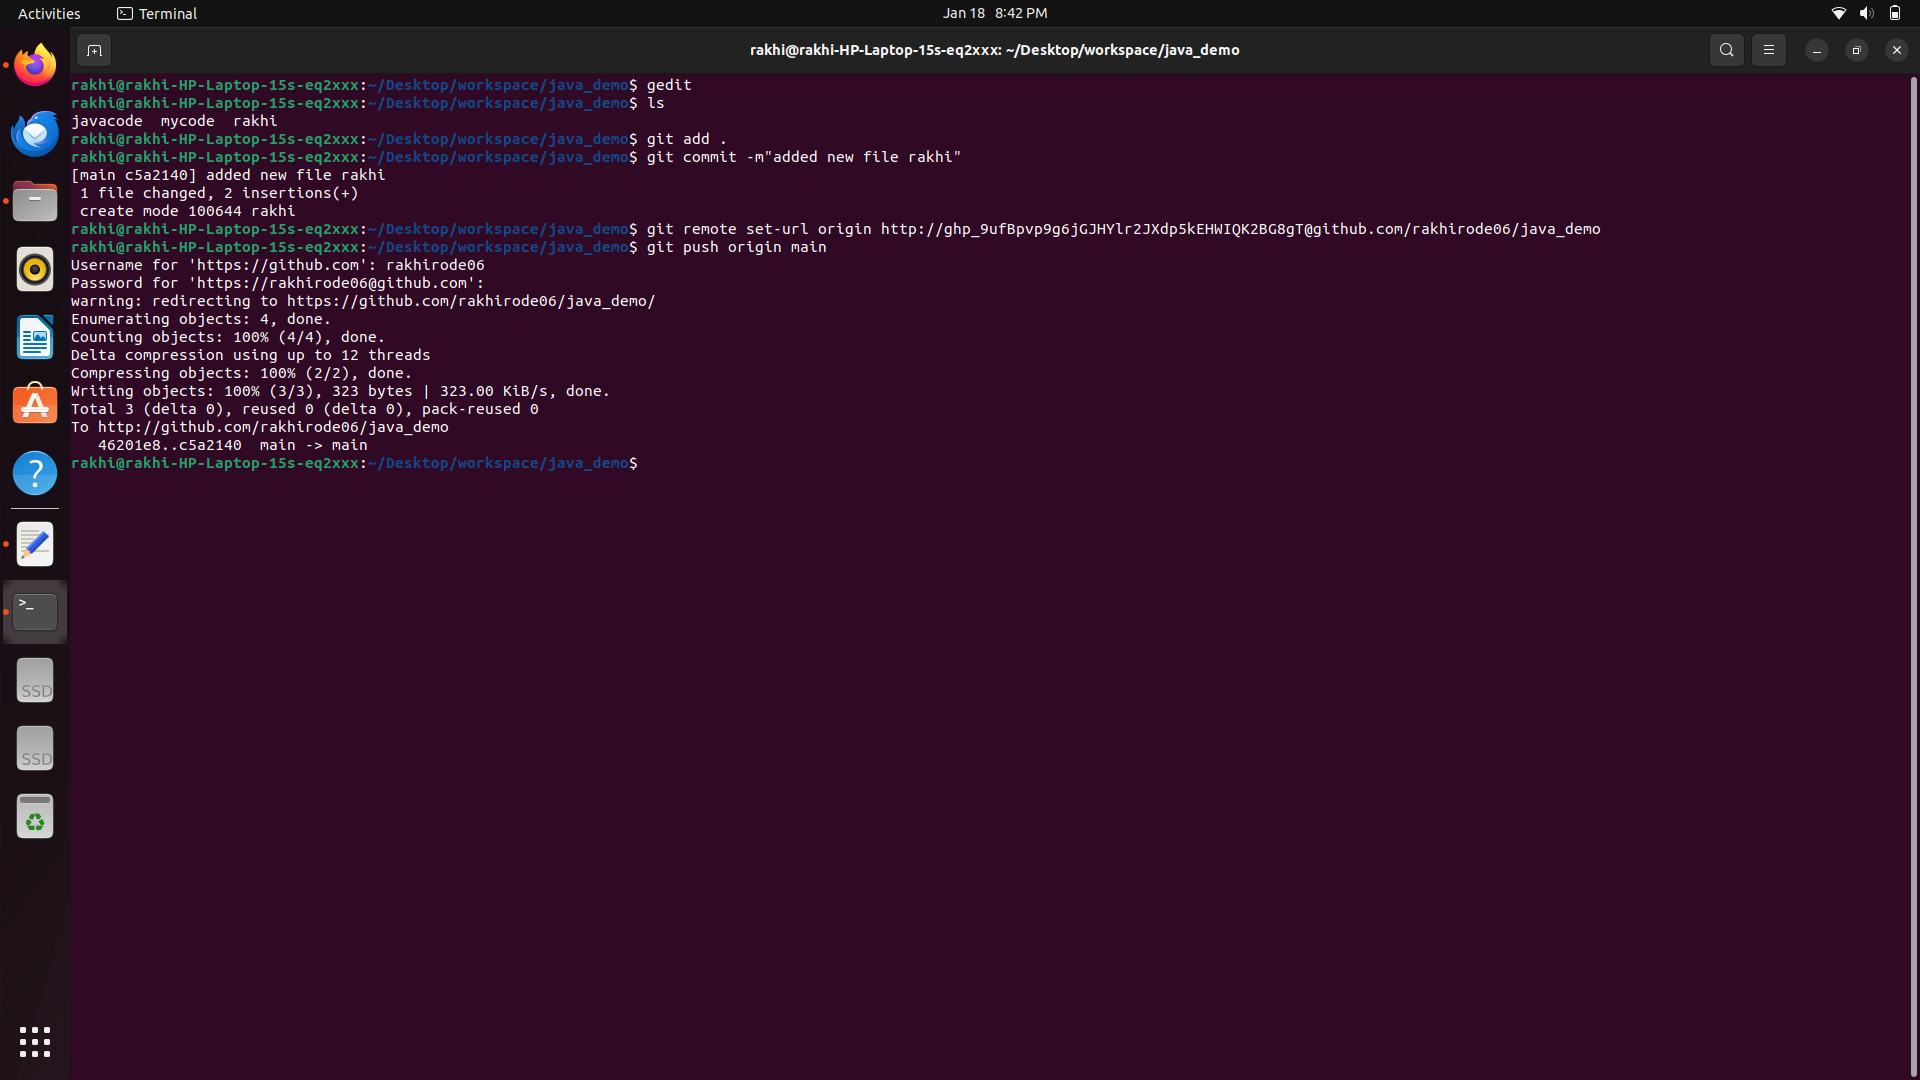 Activities Terminal Jan 18 8:42 PM
rakhi@rakhi-HP-Laptop-15s-eq2xxx: ~/Desktop/workspace/java_demo
rakhi@rakhi-HP-Laptop-15s-eq2xxx:~/Desktop/workspace/java_demo$ gedit
rakhi@rakhi-HP-Laptop-15s-eq2xxx:~/Desktop/workspace/java_demo$ ls
javacode  mycode  rakhi
rakhi@rakhi-HP-Laptop-15s-eq2xxx:~/Desktop/workspace/java_demo$ git add .
rakhi@rakhi-HP-Laptop-15s-eq2xxx:~/Desktop/workspace/java_demo$ git commit -m"added new file rakhi"
[main c5a2140] added new file rakhi
 1 file changed, 2 insertions(+)
 create mode 100644 rakhi
rakhi@rakhi-HP-Laptop-15s-eq2xxx:~/Desktop/workspace/java_demo$ git remote set-url origin http://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@github.com/rakhirode06/java_demo
rakhi@rakhi-HP-Laptop-15s-eq2xxx:~/Desktop/workspace/java_demo$ git push origin main
Username for 'https://github.com': rakhirode06
Password for 'https://rakhirode06@github.com':
warning: redirecting to https://github.com/rakhirode06/java_demo/
Enumerating objects: 4, done.
Counting objects: 100% (4/4), done.
Delta compression using up to 12 threads
Compressing objects: 100% (2/2), done.
Writing objects: 100% (3/3), 323 bytes | 323.00 KiB/s, done.
Total 3 (delta 0), reused 0 (delta 0), pack-reused 0
To http://github.com/rakhirode06/java_demo
   46201e8..c5a2140  main -> main
rakhi@rakhi-HP-Laptop-15s-eq2xxx:~/Desktop/workspace/java_demo$
SSD
SSD